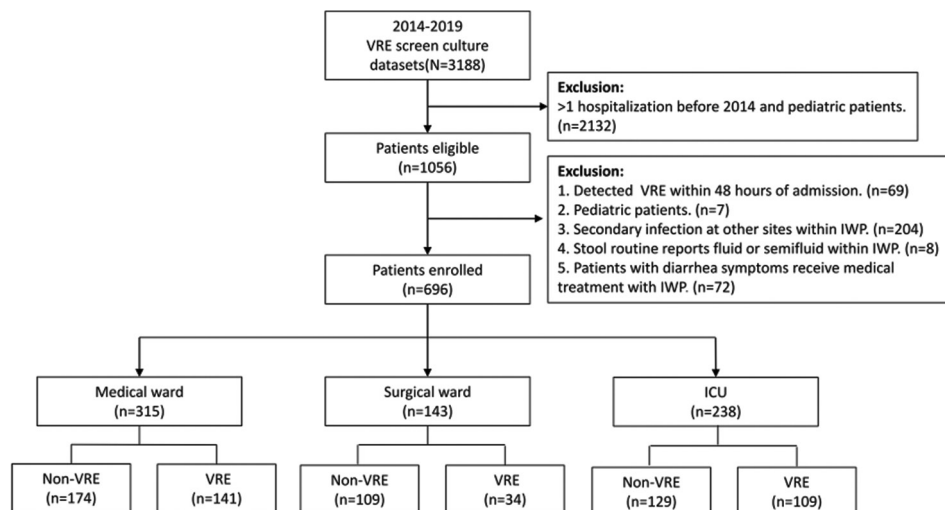 2014-2019
VRE screen culture
datasets(N=3188)
Exclusion:
>1 hospitalization before 2014 and pediatric patients.
(n=2132)
Patients eligible
(n=1056)
Exclusion:
1. Detected VRE within 48 hours of admission. (n=69)
2. Pediatric patients. (n=7)
3. Secondary infection at other sites within IWP. (n=204)
4. Stool routine reports fluid or semifluid within IWP. (n=8)
5. Patients with diarrhea symptoms receive medical
treatment with IWP. (n=72)
Patients enrolled
(n=696)
Medical ward
(n=315)
Surgical ward
(n=143)
ICU
(n=238)
Non-VRE
(n=174)
VRE
(n=141)
Non-VRE
(n=109)
VRE
(n=34)
Non-VRE
(n=129)
VRE
(n=109)